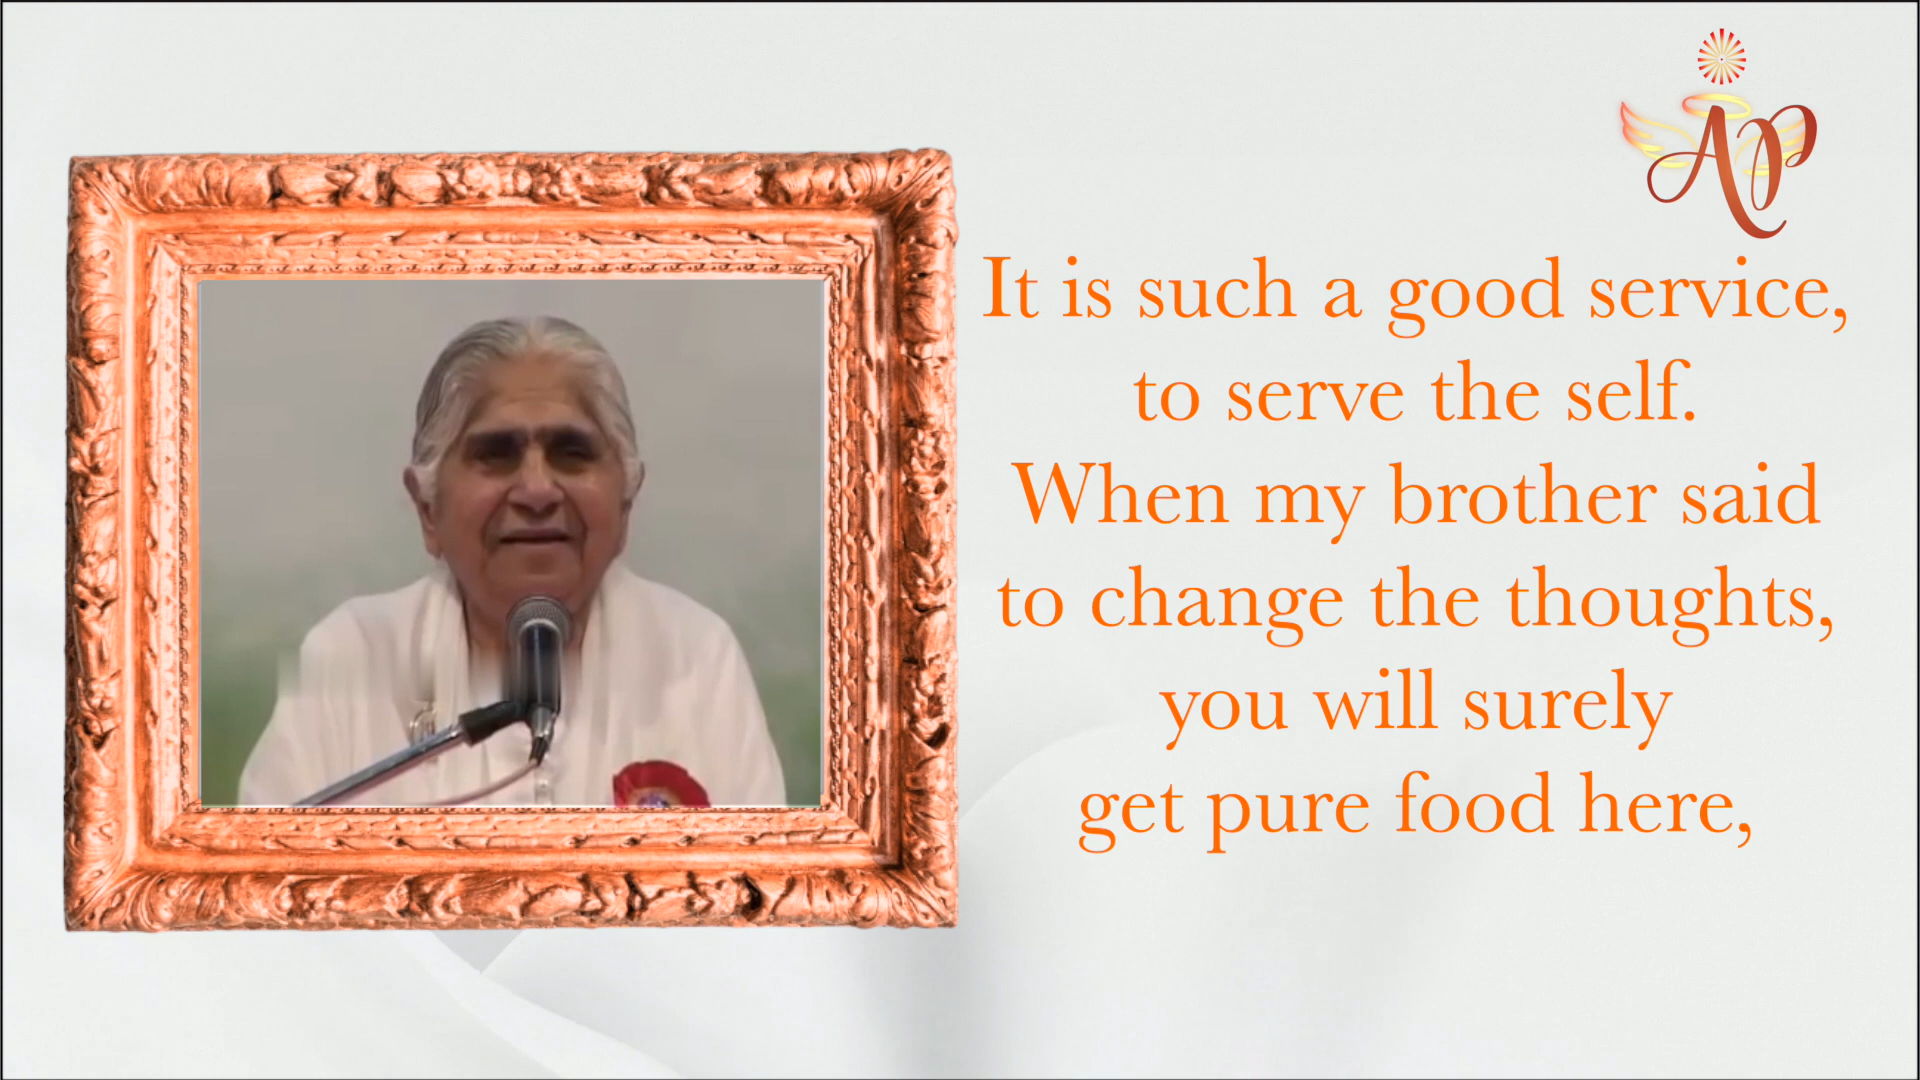 AP
It is such a good service,
to serve the self.
When my brother said
to change the thoughts,
you will surely
get pure food here,